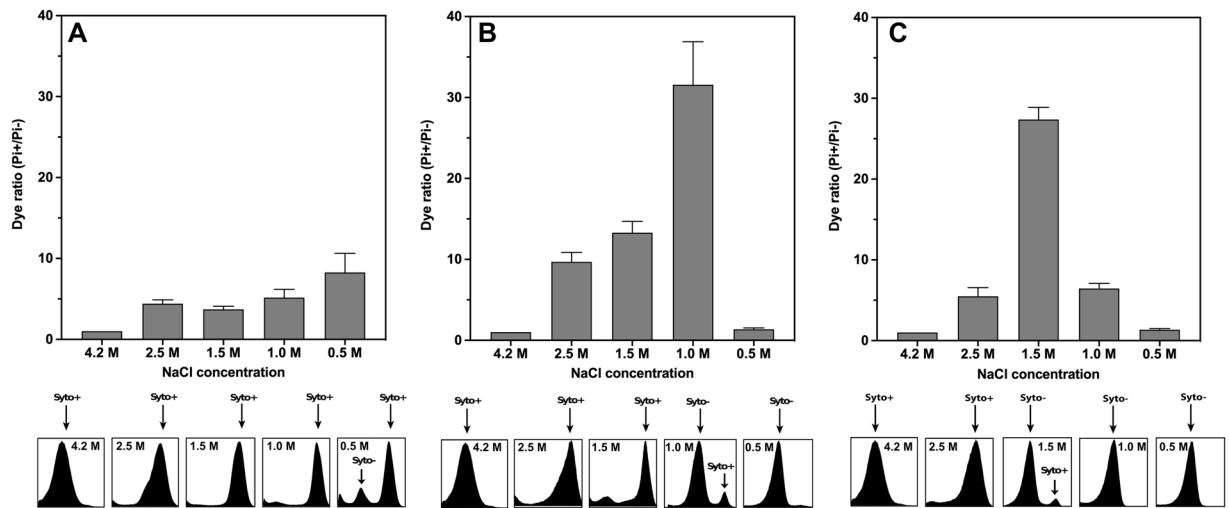 A
Dye ratio (Pi+/Pi-)
40
30
20
10
0
4.2 M 2.5 M 1.5 M 1.0 M 0.5 M
NaCl concentration
Syto+ Syto+ Syto+ Syto+ Syto+
4.2 M 2.5 M 1.5 M 1.0 M 0.5 M
Syto-
B
Dye ratio (Pi+/Pi-)
40
30
20
10
0
4.2 M 2.5 M 1.5 M 1.0 M 0.5 M
NaCl concentration
Syto+ Syto+ Syto+ Syto- Syto-
4.2 M 2.5 M 1.5 M 1.0 M 0.5 M
Syto+
C
Dye ratio (Pi+/Pi-)
40
30
20
10
0
4.2 M 2.5 M 1.5 M 1.0 M 0.5 M
NaCl concentration
Syto+ Syto+ Syto- Syto- Syto-
4.2 M 2.5 M 1.5 M 1.0 M 0.5 M
Syto+